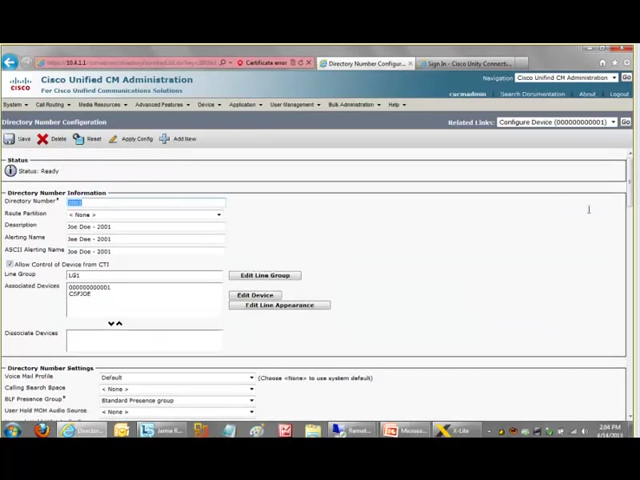 Certificate error
Directory Number Configur...
Sign In - Cisco Unity Connecti...
CISCO
Cisco Unified CM Administration
For Cisco Unified Communications Solutions
Navigation
Cisco Unified CM Administration
Go
cucmadmin
Search Documentation
About
Logout
System
Call Routing
Media Resources
Advanced Features
Device
Application
User Management
Bulk Administration
Help
Directory Number Configuration
Related Links:
Configure Device (000000000001)
Go
Save
Delete
Reset
Apply Config
Add New
Status
Status: Ready
Directory Number Information
Directory Number*
Route Partition
< None >
Description
Joe Doe - 2001
Alerting Name
Joe Doe - 2001
ASCII Alerting Name
Joe Doe - 2001
Allow Control of Device from CTI
Line Group
LG1
Edit Line Group
Associated Devices
000000000001
CSFJOE
Edit Device
Edit Line Appearance
Dissociate Devices
Directory Number Settings
Voice Mail Profile
Default
(Choose <None> to use system default)
Calling Search Space
< None >
BLF Presence Group*
Standard Presence group
User Hold MOH Audio Source
< None >
Director...
Remot...
Microso...
X-Lite
2:04 PM